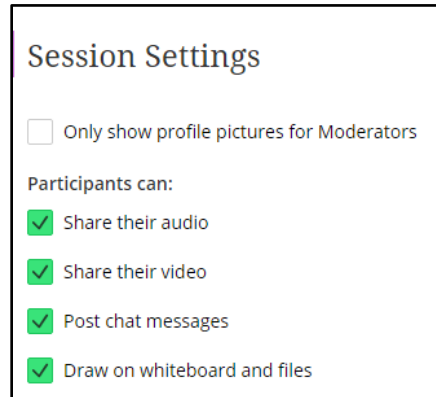 Session Settings
Only show profile pictures for Moderators
Participants can:
Share their audio
Share their video
Post chat messages
Draw on whiteboard and files